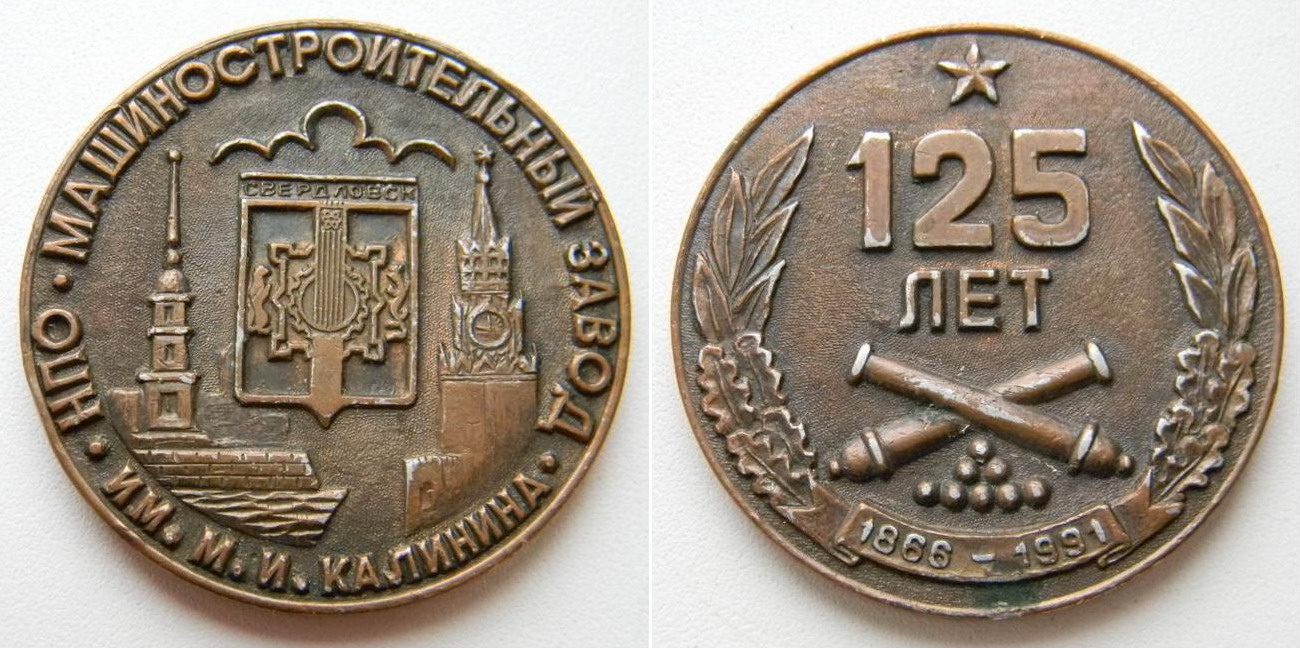 НПО · МАШИНОСТРОИТЕЛЬНЫЙ ЗАВОД
· ИМ. М. И. КАЛИНИНА ·
СВЕРДЛОВСК
125
ЛЕТ
1866 - 1991